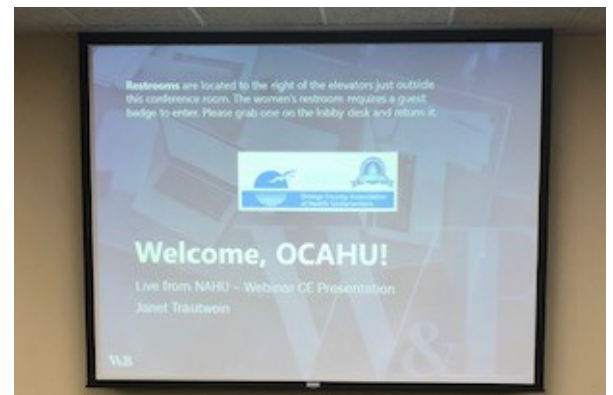 Restrooms are located to the right of the elevators just outside
this conference room. The women's restroom requires a guest
badge to enter. Please grab one on the lobby desk and return it.
Orange County Association
of Health Underwriters
Welcome, OCAHU!
Live from NAHU – Webinar CE Presentation
Janet Trautwein
W&B